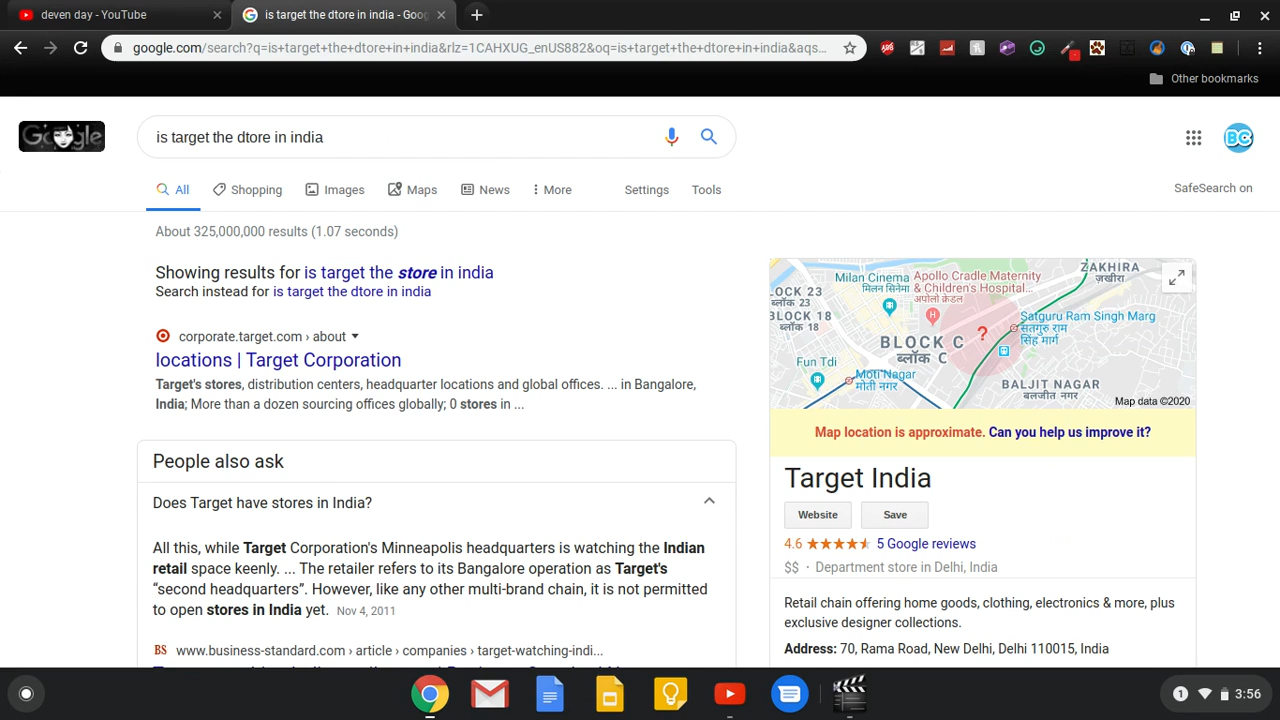 deven day - YouTube
is target the dtore in india - Goog
google.com/search?q=is+target+the+dtore+in+india&rlz=1CAHXUG_enUS882&oq=is+target+the+dtore+in+india&aqs...
Other bookmarks
Google
is target the dtore in india
All
Shopping
Images
Maps
News
More
Settings
Tools
SafeSearch on
About 325,000,000 results (1.07 seconds)
Showing results for is target the store in india
Search instead for is target the dtore in india
corporate.target.com › about
locations | Target Corporation
Target's stores, distribution centers, headquarter locations and global offices. ... in Bangalore,
India; More than a dozen sourcing offices globally; 0 stores in ...
People also ask
Does Target have stores in India?
All this, while Target Corporation's Minneapolis headquarters is watching the Indian
retail space keenly. ... The retailer refers to its Bangalore operation as Target's
“second headquarters”. However, like any other multi-brand chain, it is not permitted
to open stores in India yet. Nov 4, 2011
BS www.business-standard.com › article › companies › target-watching-indi...
ZAKHIRA
ज़खीरा
Milan Cinema
मिलन सिनेमा
Apollo Cradle Maternity
& Children's Hospital...
अपोलो क्रेडल
LOCK 23
ब्लॉक 23
BLOCK 18
ब्लॉक 18
Satguru Ram Singh Marg
सतगुरु राम
सिंह मार्ग
?
BLOCK C
ब्लॉक C
Fun Tdi
Moti Nagar
मोती नगर
BALJIT NAGAR
बलजीत नगर
Map data ©2020
Map location is approximate. Can you help us improve it?
Target India
Website
Save
4.6
5 Google reviews
$$ · Department store in Delhi, India
Retail chain offering home goods, clothing, electronics & more, plus
exclusive designer collections.
Address: 70, Rama Road, New Delhi, Delhi 110015, India
1
3:56